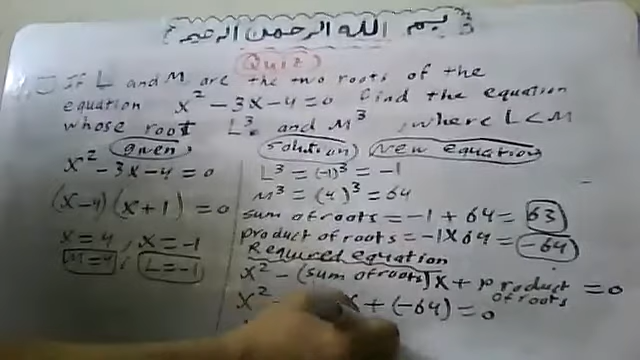 بسم الله الرحمن الرحيم
Quiz
If L and M are the two roots of the
equation x² - 3x - 4 = 0 Find the equation
whose root L³ and M³, where L < M
given
x² - 3x - 4 = 0
(x-4)(x+1) = 0
x = 4, x = -1
M = 4, L = -1
solution
new equation
L³ = (-1)³ = -1
M³ = (4)³ = 64
sum of roots = -1 + 64 = 63
product of roots = -1 x 64 = -64
Required equation
x² - (sum of roots)x + product of roots = 0
x² - x + (-64) = 0